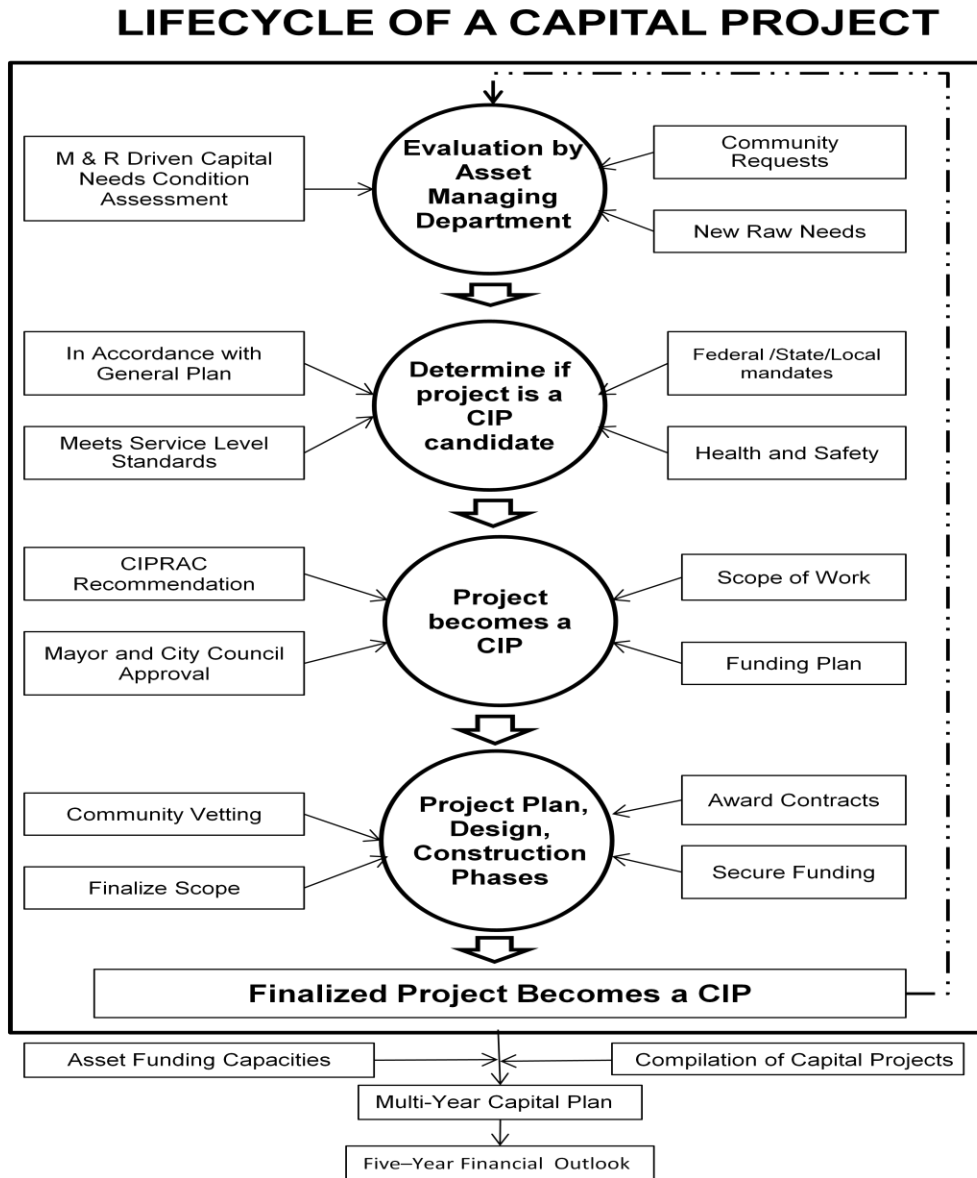 LIFECYCLE OF A CAPITAL PROJECT
M & R Driven Capital
Needs Condition
Assessment
Evaluation by
Asset
Managing
Department
Community
Requests
New Raw Needs
In Accordance with
General Plan
Meets Service Level
Standards
Determine if
project is a
CIP
candidate
Federal /State/Local
mandates
Health and Safety
CIPRAC
Recommendation
Mayor and City Council
Approval
Project
becomes a
CIP
Scope of Work
Funding Plan
Community Vetting
Finalize Scope
Project Plan,
Design,
Construction
Phases
Award Contracts
Secure Funding
Finalized Project Becomes a CIP
Asset Funding Capacities
Compilation of Capital Projects
Multi-Year Capital Plan
Five–Year Financial Outlook